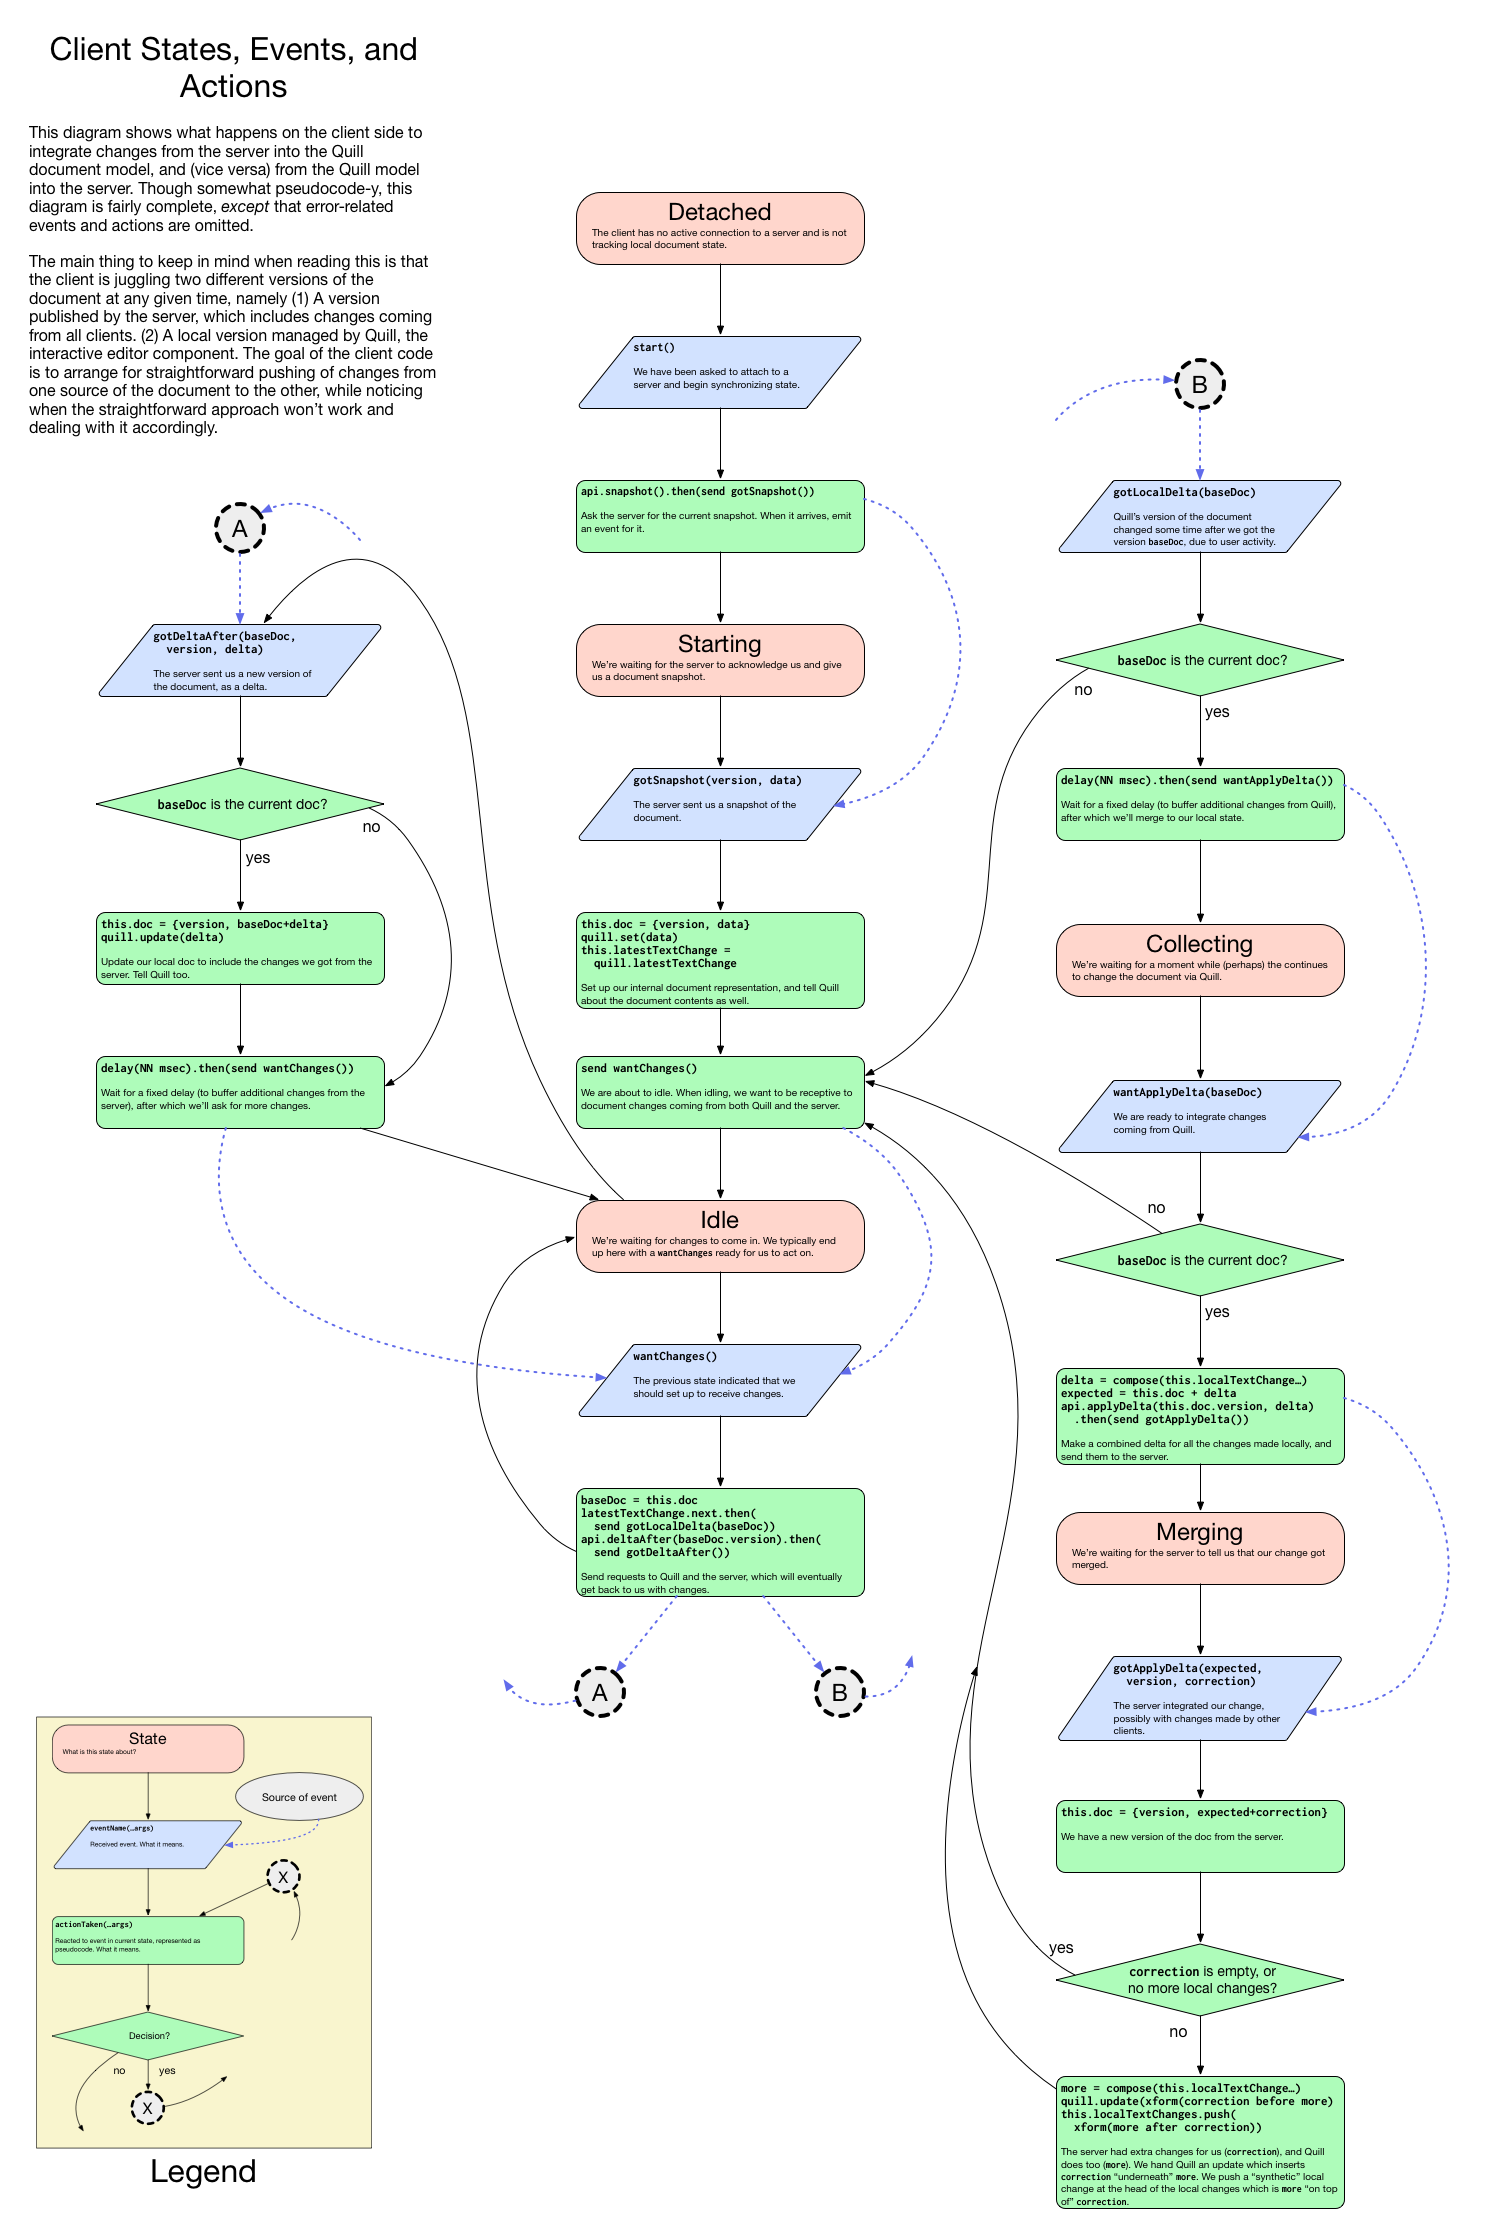 Client States, Events, and
Actions
This diagram shows what happens on the client side to
integrate changes from the server into the Quill
document model, and (vice versa) from the Quill model
into the server. Though somewhat pseudocode-y, this
diagram is fairly complete, except that error-related
events and actions are omitted.
The main thing to keep in mind when reading this is that
the client is juggling two different versions of the
document at any given time, namely (1) A version
published by the server, which includes changes coming
from all clients. (2) A local version managed by Quill, the
interactive editor component. The goal of the client code
is to arrange for straightforward pushing of changes from
one source of the document to the other, while noticing
when the straightforward approach won't work and
dealing with it accordingly.
A
gotDeltaAfter(baseDoc,
version, delta)
The server sent us a new version of
the document, as a delta.
baseDoc is the current doc?
no
yes
this.doc = {version, baseDoc+delta}
quill.update(delta)
Update our local doc to include the changes we got from the
server. Tell Quill too.
delay(NN msec).then(send wantChanges())
Wait for a fixed delay (to buffer additional changes from the
server), after which we'll ask for more changes.
Detached
The client has no active connection to a server and is not
tracking local document state.
start()
We have been asked to attach to a
server and begin synchronizing state.
api.snapshot().then(send gotSnapshot())
Ask the server for the current snapshot. When it arrives, emit
an event for it.
Starting
We're waiting for the server to acknowledge us and give
us a document snapshot.
gotSnapshot(version, data)
The server sent us a snapshot of the
document.
this.doc = {version, data}
quill.set(data)
this.latestTextChange =
quill.latestTextChange
Set up our internal document representation, and tell Quill
about the document contents as well.
send wantChanges()
We are about to idle. When idling, we want to be receptive to
document changes coming from both Quill and the server.
Idle
We're waiting for changes to come in. We typically end
up here with a wantChanges ready for us to act on.
wantChanges()
The previous state indicated that we
should set up to receive changes.
baseDoc = this.doc
latestTextChange.next.then(
send gotLocalDelta(baseDoc))
api.deltaAfter(baseDoc.version).then(
send gotDeltaAfter())
Send requests to Quill and the server, which will eventually
get back to us with changes.
A
B
B
gotLocalDelta(baseDoc)
Quill's version of the document
changed some time after we got the
version baseDoc, due to user activity.
baseDoc is the current doc?
no
yes
delay(NN msec).then(send wantApplyDelta())
Wait for a fixed delay (to buffer additional changes from Quill),
after which we'll merge to our local state.
Collecting
We're waiting for a moment while (perhaps) the continues
to change the document via Quill.
wantApplyDelta(baseDoc)
We are ready to integrate changes
coming from Quill.
no
baseDoc is the current doc?
yes
delta = compose(this.localTextChange…)
expected = this.doc + delta
api.applyDelta(this.doc.version, delta)
.then(send gotApplyDelta())
Make a combined delta for all the changes made locally, and
send them to the server.
Merging
We're waiting for the server to tell us that our change got
merged.
gotApplyDelta(expected,
version, correction)
The server integrated our change,
possibly with changes made by other
clients.
this.doc = {version, expected+correction}
We have a new version of the doc from the server.
yes
correction is empty, or
no more local changes?
no
more = compose(this.localTextChange…)
quill.update(xform(correction before more)
this.localTextChanges.push(
xform(more after correction))
The server had extra changes for us (correction), and Quill
does too (more). We hand Quill an update which inserts
correction “underneath” more. We push a “synthetic” local
change at the head of the local changes which is more “on top
of” correction.
State
What is this state about?
Source of event
eventName(…args)
Received event. What it means.
X
actionTaken(…args)
Reacted to event in current state, represented as
pseudocode. What it means.
Decision?
no
yes
X
Legend